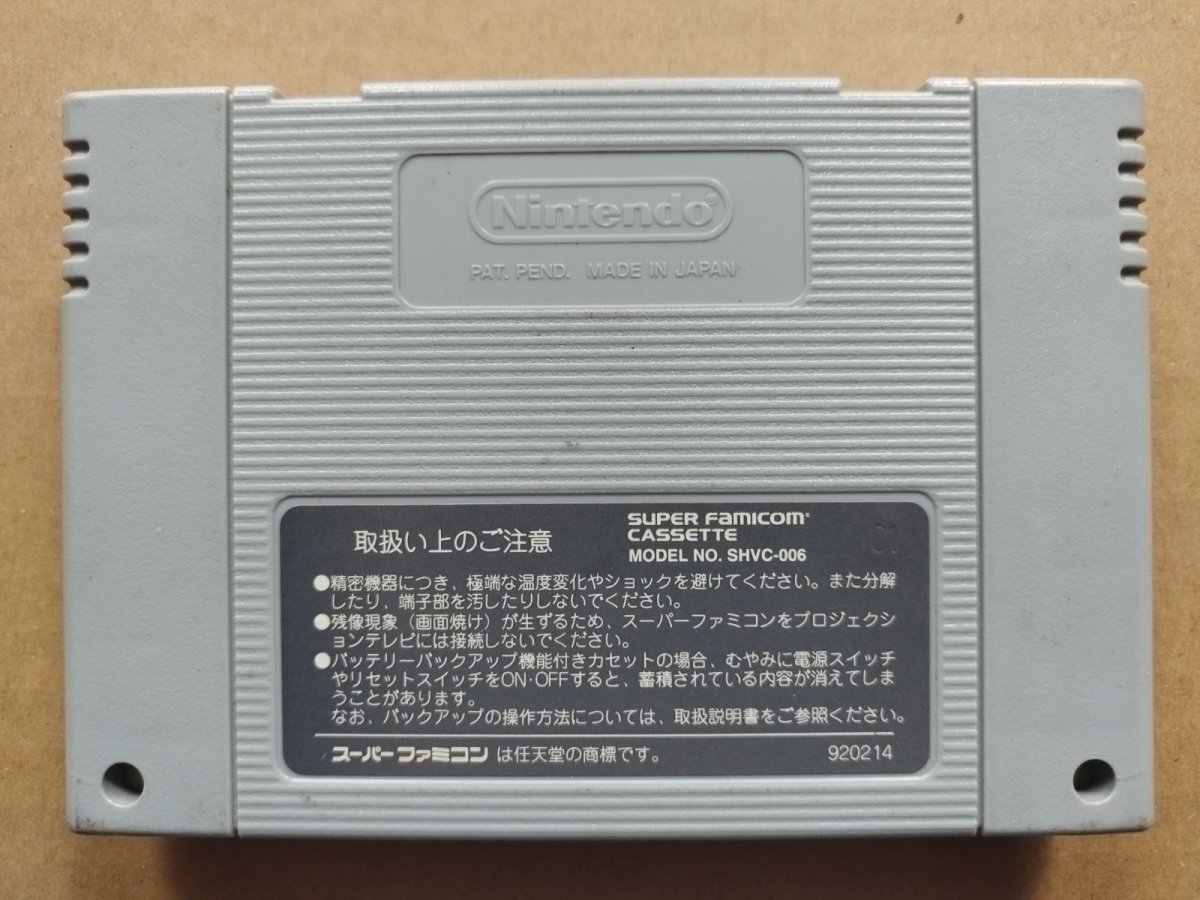 Nintendo®
PAT. PEND. MADE IN JAPAN
取扱い上のご注意
SUPER FAMICOM®
CASSETTE
MODEL NO. SHVC-006
●精密機器につき、極端な温度変化やショックを避けてください。また分解
したり、端子部を汚したりしないでください。
●残像現象（画面焼け）が生ずるため、スーパーファミコンをプロジェクシ
ョンテレビには接続しないでください。
●バッテリーバックアップ機能付きカセットの場合、むやみに電源スイッチ
やリセットスイッチをON・OFFすると、蓄積されている内容が消えてしま
うことがあります。
なお、バックアップの操作方法については、取扱説明書をご参照ください。
スーパーファミコン は任天堂の商標です。
920214